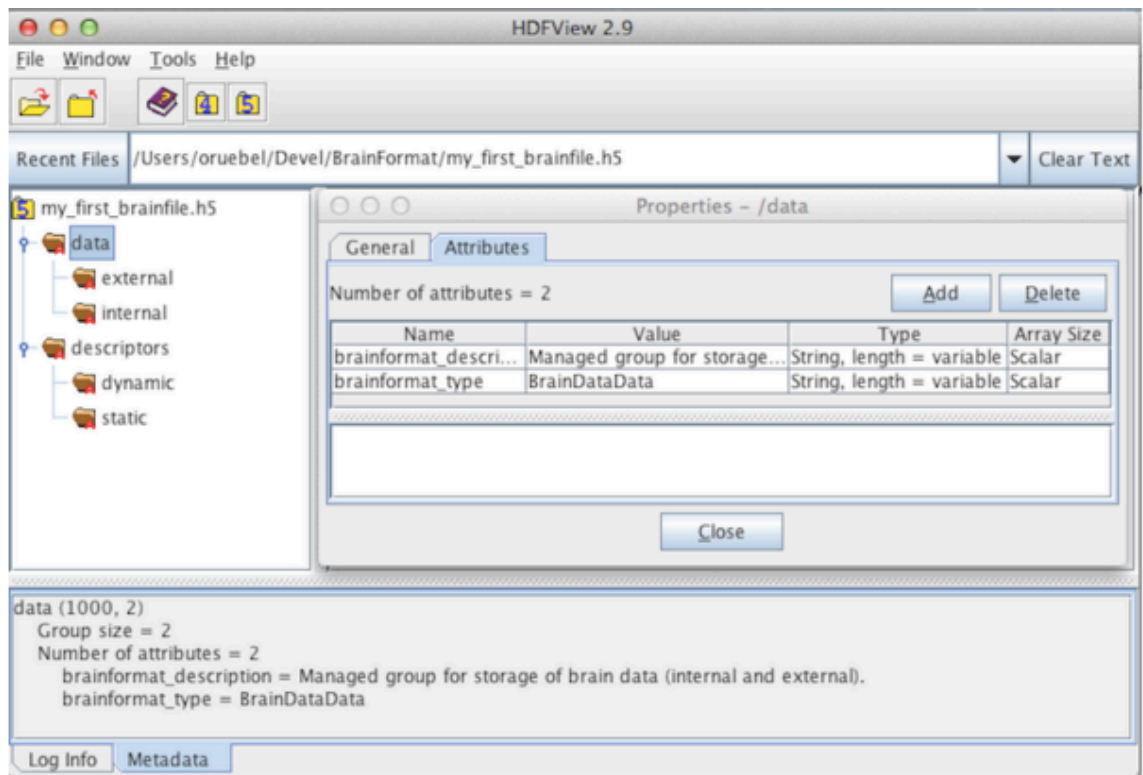 HDFView 2.9
File Window Tools Help
4 5
Recent Files /Users/oruebel/Devel/BrainFormat/my_first_brainfile.h5 Clear Text
5 my_first_brainfile.h5
data
external
internal
descriptors
dynamic
static
Properties - /data
General Attributes
Number of attributes = 2 Add Delete
Name Value Type Array Size
brainformat_descri... Managed group for storage... String, length = variable Scalar
brainformat_type BrainDataData String, length = variable Scalar
Close
data (1000, 2)
Group size = 2
Number of attributes = 2
brainformat_description = Managed group for storage of brain data (internal and external).
brainformat_type = BrainDataData
Log Info Metadata